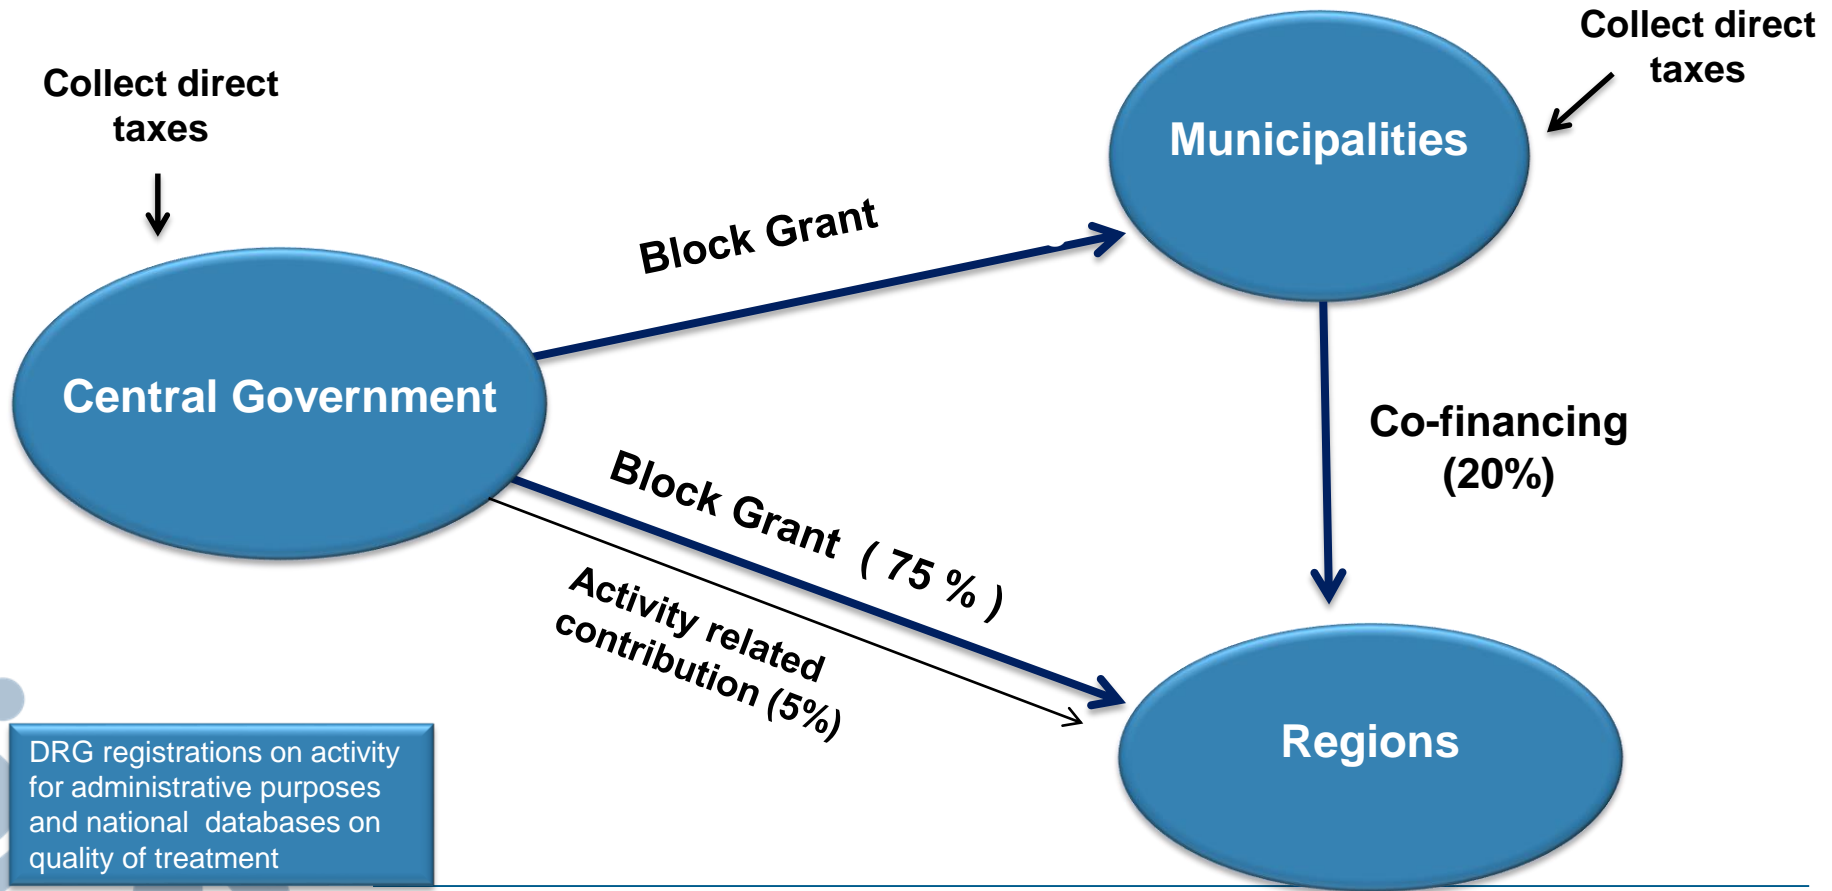 Collect direct
taxes
Collect direct
taxes
Municipalities
Block Grant
Central Government
Co-financing
(20%)
Block Grant ( 75 % )
Activity related
contribution (5%)
Regions
DRG registrations on activity
for administrative purposes
and national databases on
quality of treatment